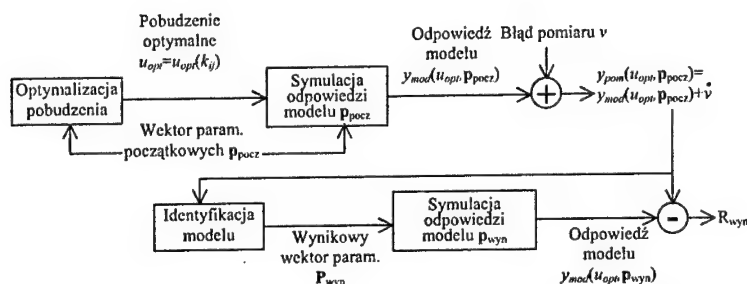 Pobudzenie
optymalne
u_opt=u_opt(k_ij)
Odpowiedź
modelu
y_mod(u_opt, p_pocz)
Błąd pomiaru v
Optynalizacja
pobudzenia
Symulacja
odpowiedzi
modelu p_pocz
+
y_pom(u_opt, p_pocz)=
y_mod(u_opt, p_pocz)+v
Wektor param.
początkowych p_pocz
Identyfikacja
modelu
Symulacja
odpowiedzi
modelu p_wyn
-
R_wyn
Wynikowy
wektor param.
P_wyn
Odpowiedź
modelu
y_mod(u_opt, p_wyn)